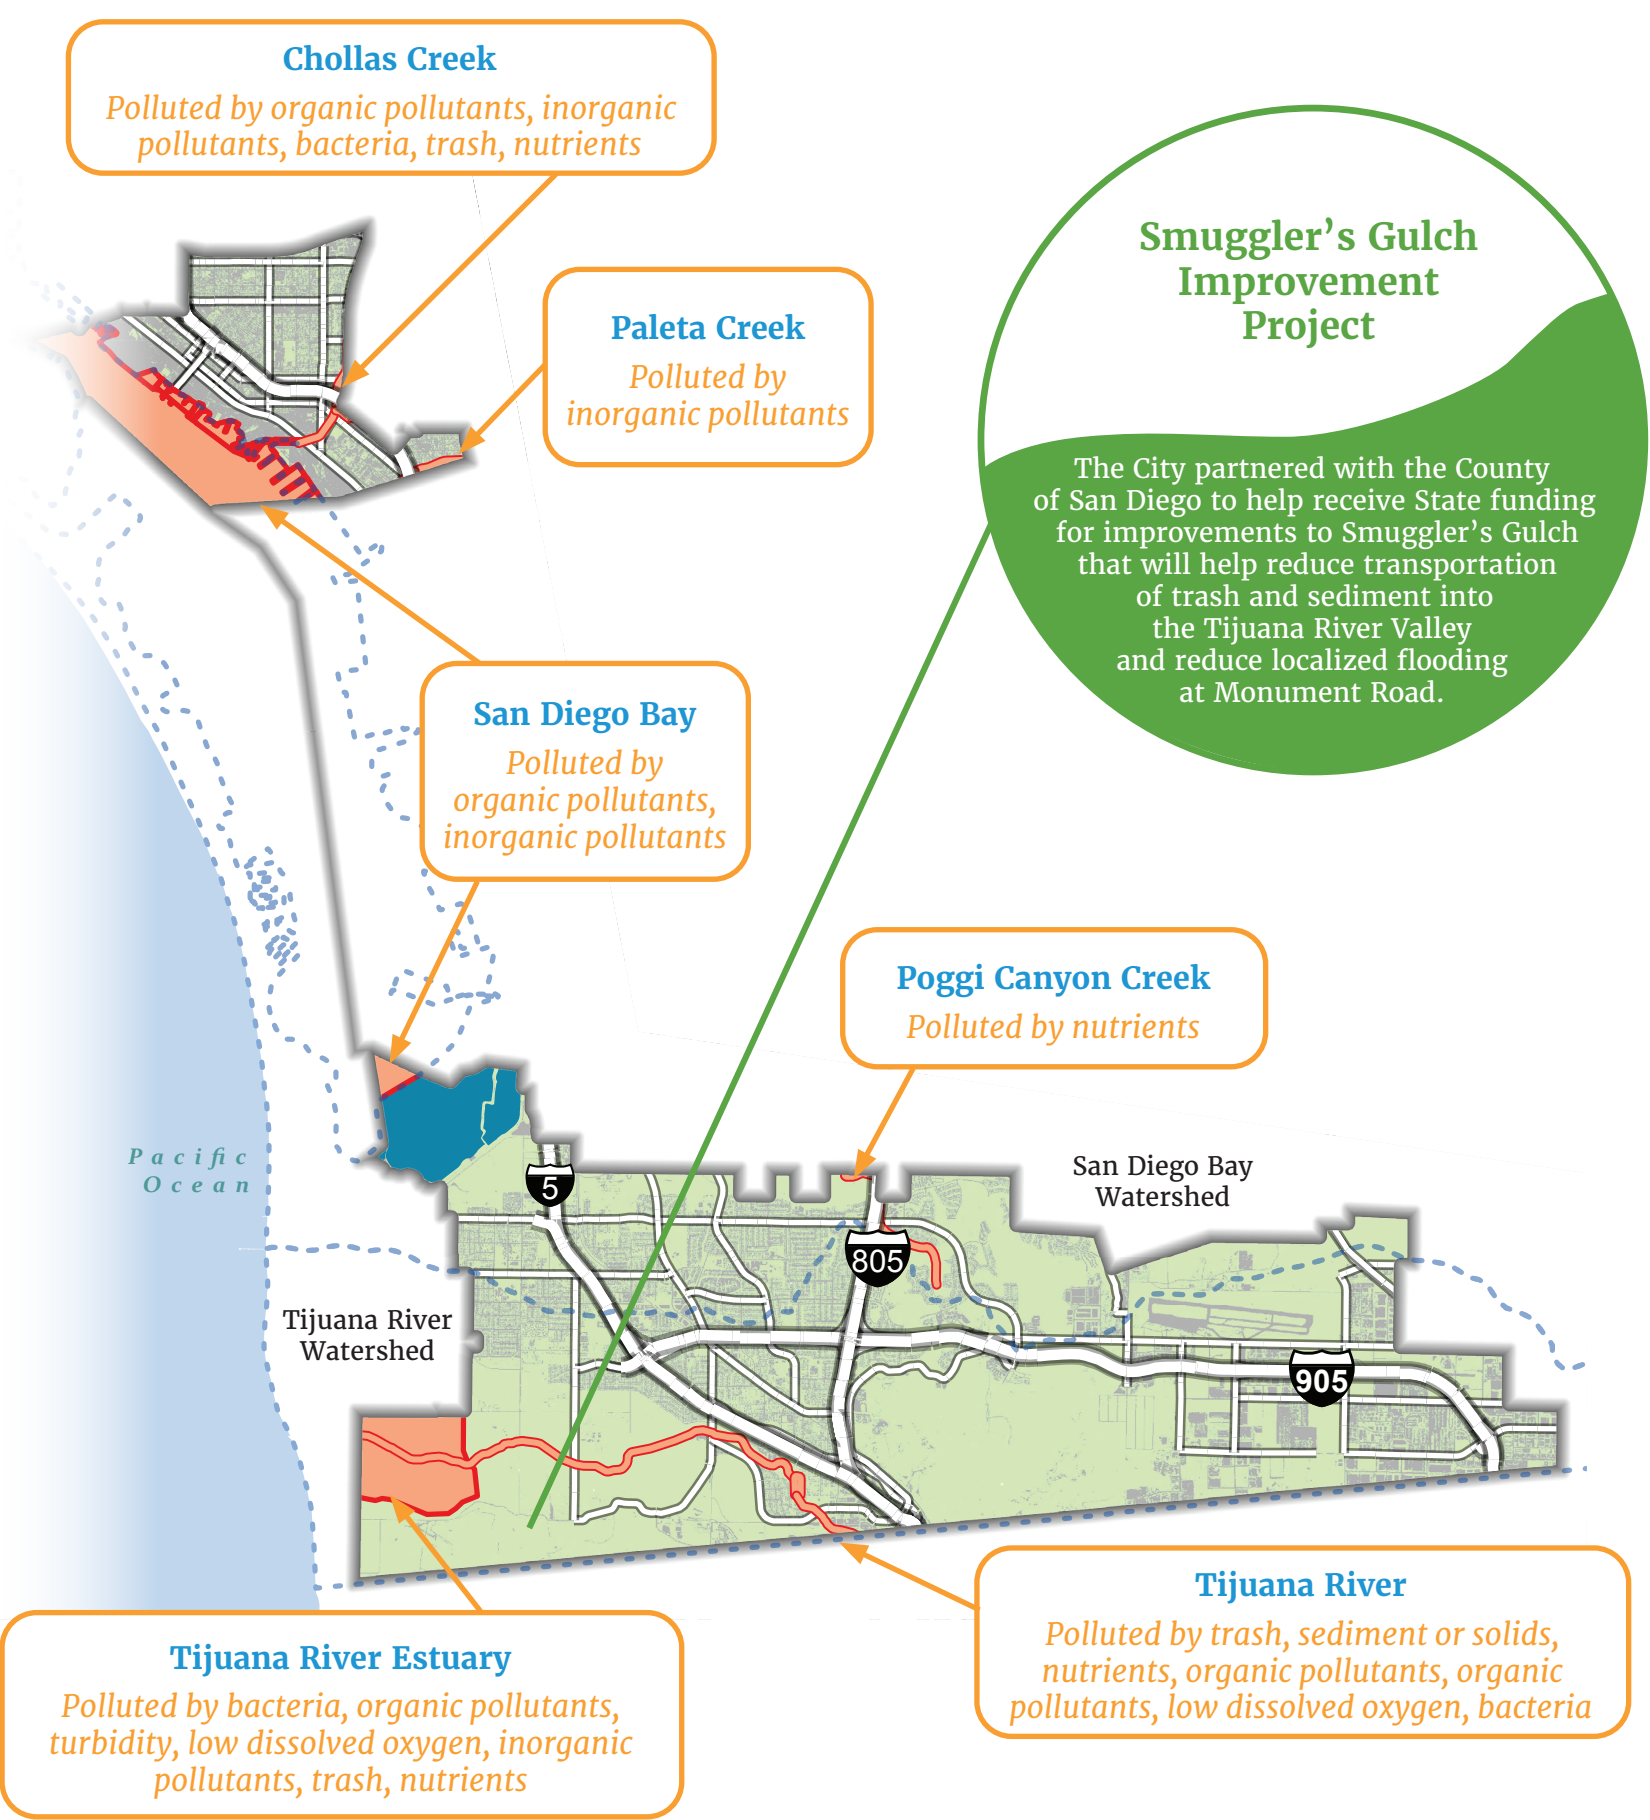 Chollas Creek
Polluted by organic pollutants, inorganic
pollutants, bacteria, trash, nutrients
Smuggler’s Gulch
Improvement
Project
The City partnered with the County
of San Diego to help receive State funding
for improvements to Smuggler’s Gulch
that will help reduce transportation
of trash and sediment into
the Tijuana River Valley
and reduce localized flooding
at Monument Road.
Paleta Creek
Polluted by
inorganic pollutants
San Diego Bay
Polluted by
organic pollutants,
inorganic pollutants
Poggi Canyon Creek
Polluted by nutrients
Pacific
Ocean
San Diego Bay
Watershed
5
805
Tijuana River
Watershed
905
Tijuana River
Polluted by trash, sediment or solids,
nutrients, organic pollutants, organic
pollutants, low dissolved oxygen, bacteria
Tijuana River Estuary
Polluted by bacteria, organic pollutants,
turbidity, low dissolved oxygen, inorganic
pollutants, trash, nutrients